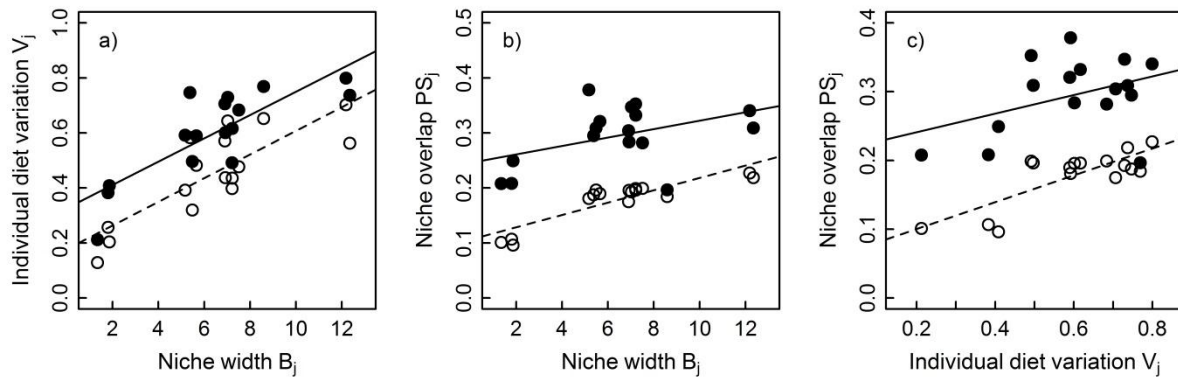 a)
Individual diet variation Vj
1.0
0.8
0.6
0.4
0.2
0.0
2 4 6 8 10 12
Niche width Bj
b)
Niche overlap PSj
0.5
0.4
0.3
0.2
0.1
0.0
2 4 6 8 10 12
Niche width Bj
c)
Niche overlap PSj
0.4
0.3
0.2
0.1
0.0
0.2 0.4 0.6 0.8
Individual diet variation Vj